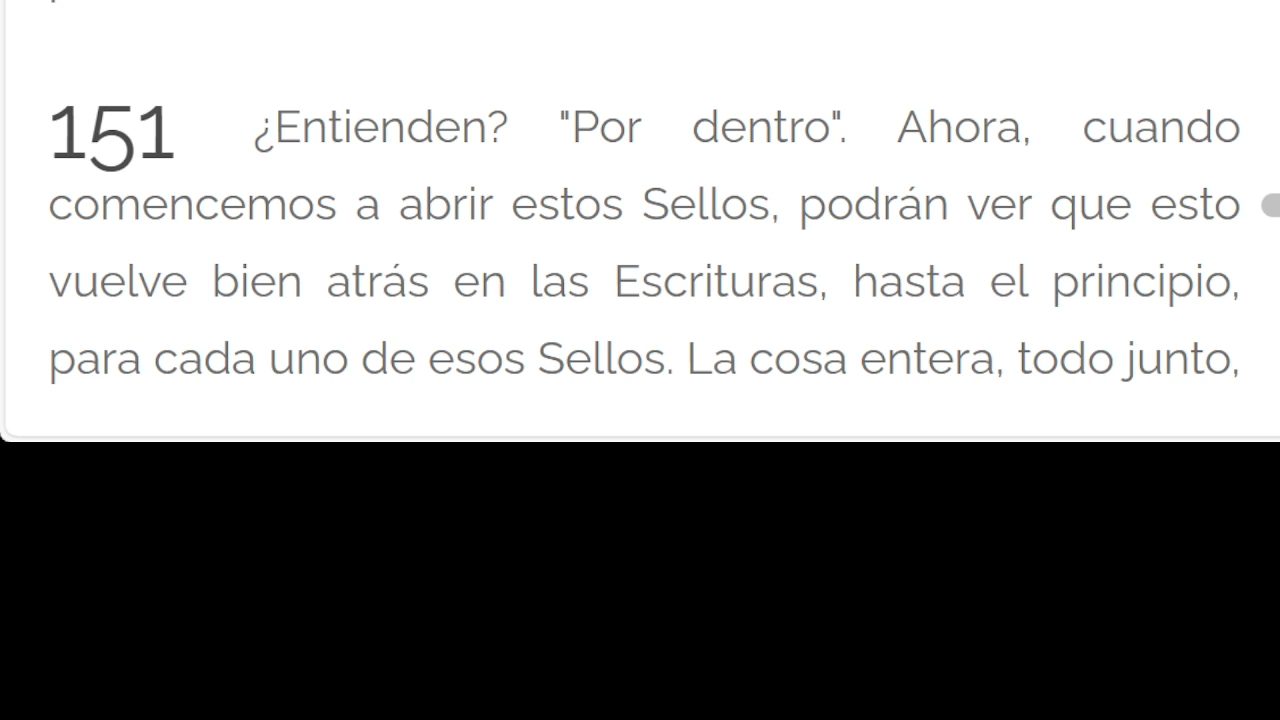 151 ¿Entienden? "Por dentro". Ahora, cuando
comencemos a abrir estos Sellos, podrán ver que esto
vuelve bien atrás en las Escrituras, hasta el principio,
para cada uno de esos Sellos. La cosa entera, todo junto,